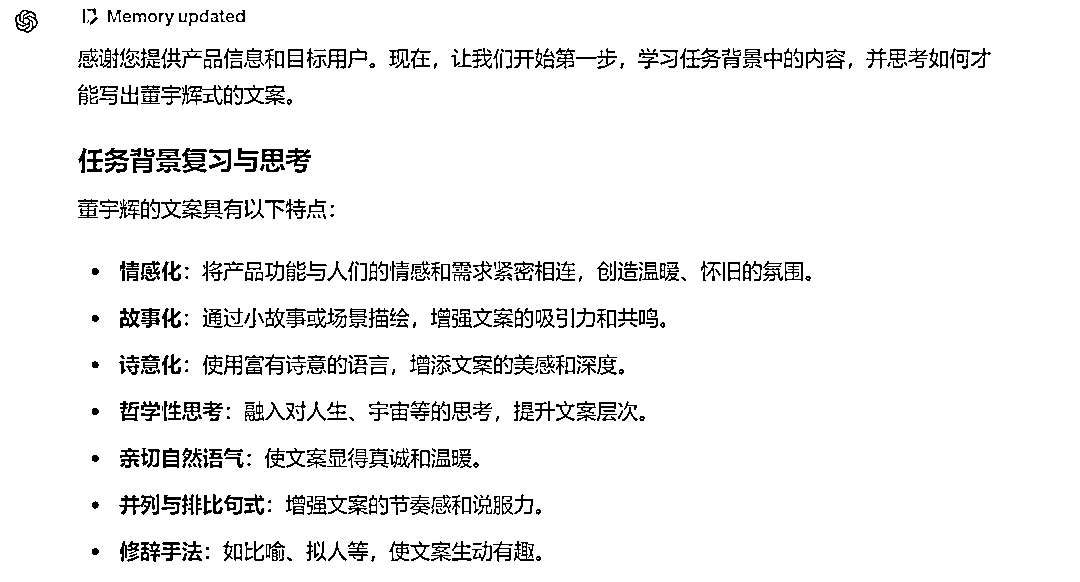 Memory updated
感谢您提供产品信息和目标用户。现在，让我们开始第一步，学习任务背景中的内容，并思考如何才
能写出董宇辉式的文案。
任务背景复习与思考
董宇辉的文案具有以下特点：
• 情感化：将产品功能与人们的情感和需求紧密相连，创造温暖、怀旧的氛围。
• 故事化：通过小故事或场景描绘，增强文案的吸引力和共鸣。
• 诗意化：使用富有诗意的语言，增添文案的美感和深度。
• 哲学性思考：融入对人生、宇宙等的思考，提升文案层次。
• 亲切自然语气：使文案显得真诚和温暖。
• 并列与排比句式：增强文案的节奏感和说服力。
• 修辞手法：如比喻、拟人等，使文案生动有趣。